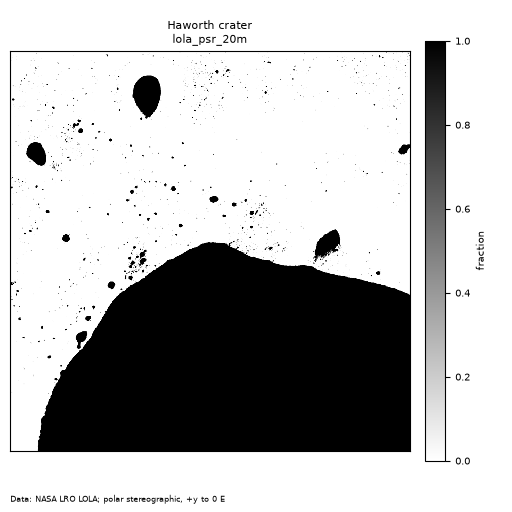 Haworth crater
lola_psr_20m
1.0
0.8
0.6
0.4
0.2
0.0
fraction
Data: NASA LRO LOLA; polar stereographic, +y to 0 E